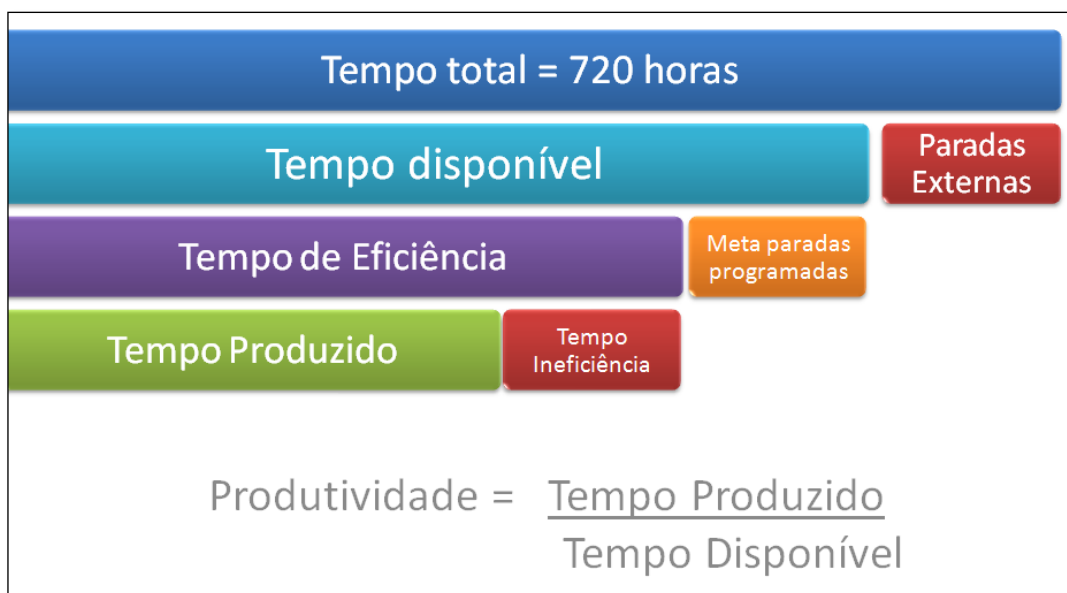 Tempo total = 720 horas
Tempo disponível
Paradas
Externas
Tempo de Eficiência
Meta paradas
programadas
Tempo Produzido
Tempo
Ineficiência
Produtividade = Tempo Produzido
Tempo Disponível